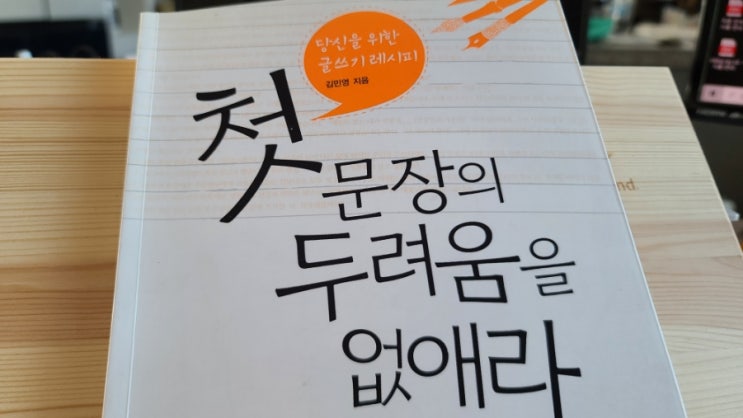 당신을 위한
글쓰기 레시피
김민영 지음
첫
문장의
두려움을
없애라
nd